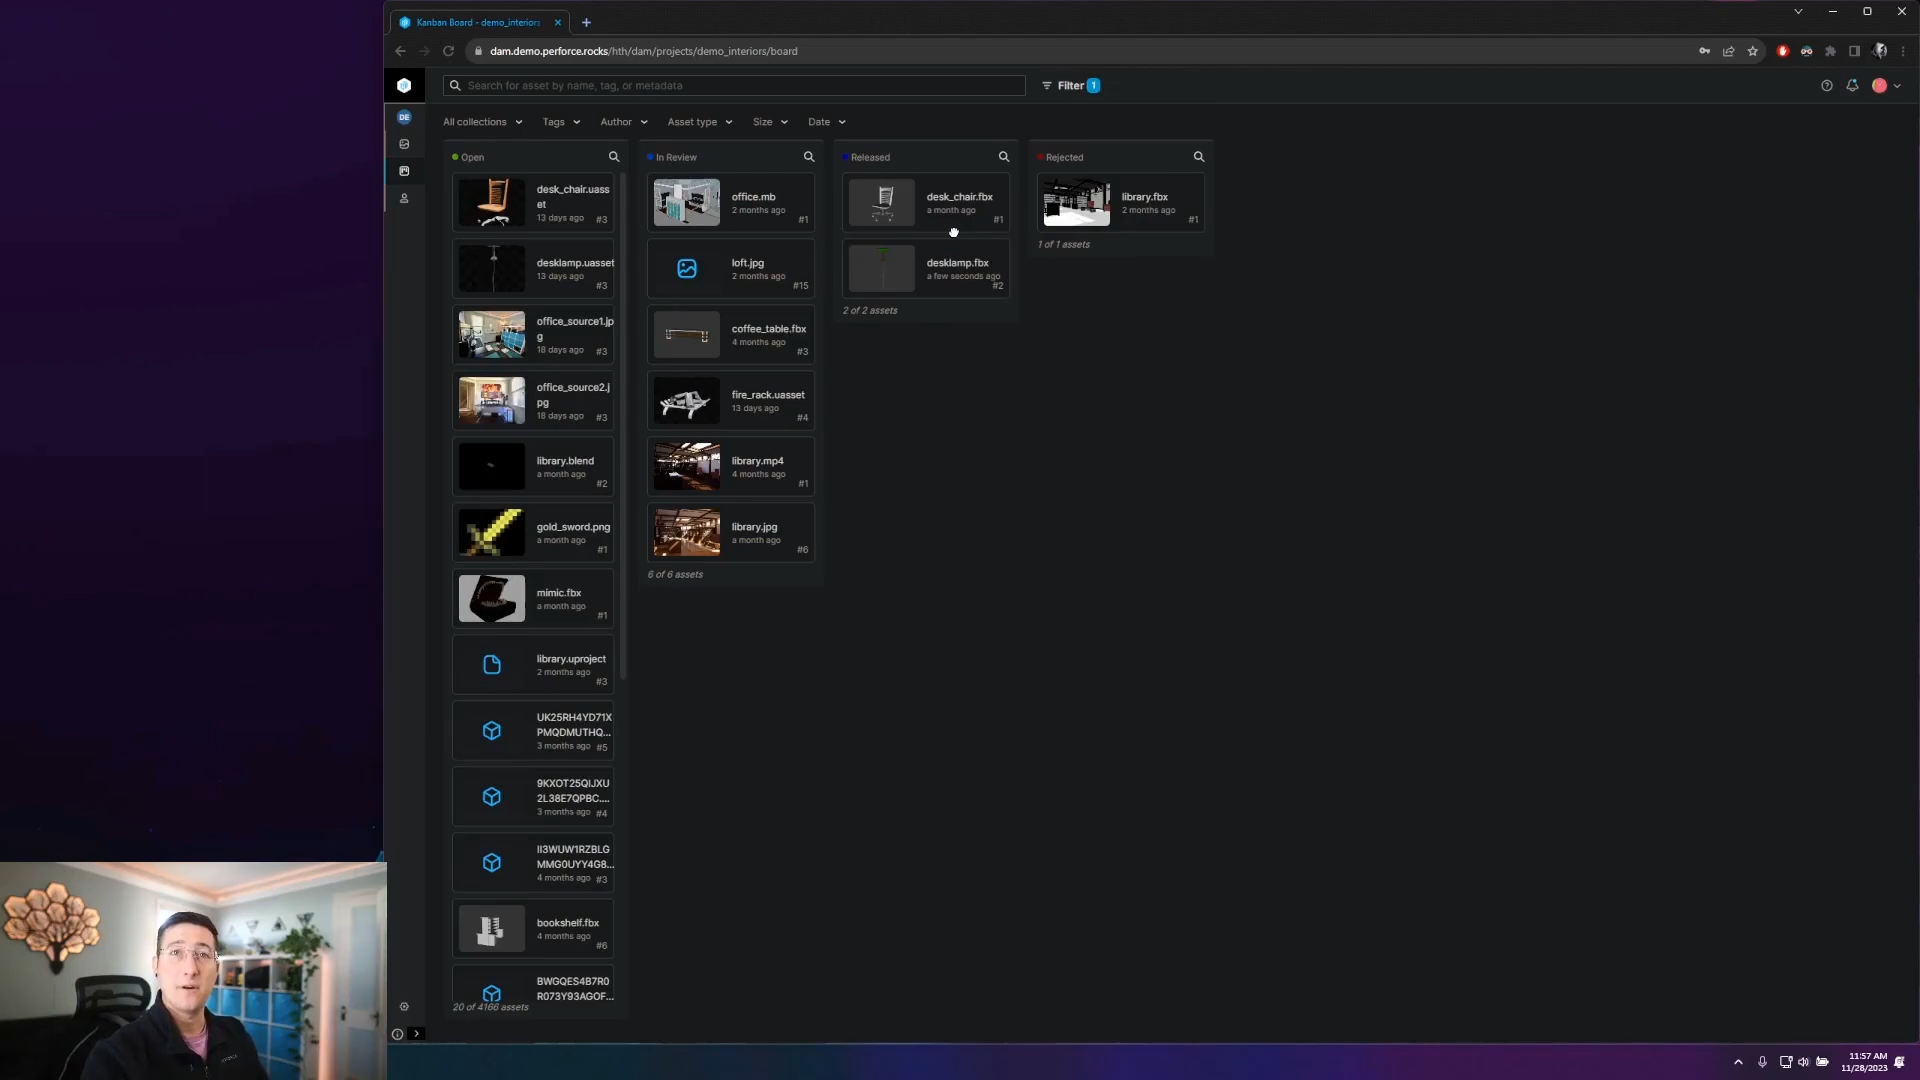 Kanban Board - demo_interiors
dam.demo.perforce.rocks/hth/dam/projects/demo_interiors/board
Search for asset by name, tag, or metadata
Filter 1
DE
All collections Tags Author Asset type Size Date
Open
desk_chair.uass
et
13 days ago #3
desklamp.uasset
13 days ago
#3
office_source1.jp
g
18 days ago #3
office_source2.j
pg
18 days ago #3
library.blend
a month ago
#2
gold_sword.png
a month ago
#1
mimic.fbx
a month ago
#1
library.uproject
2 months ago
#3
UK25RH4YD71X
PMQDMUTHQ...
3 months ago #5
9KXOT25QIJXU
2L38E7QPBC....
3 months ago #4
II3WUW1RZBLG
MMG0UYY4G8...
4 months ago #3
bookshelf.fbx
4 months ago
#6
BWGQES4B7R0
R073Y93AGOF...
20 of 4166 assets
In Review
office.mb
2 months ago
#1
loft.jpg
2 months ago
#15
coffee_table.fbx
4 months ago
#3
fire_rack.uasset
13 days ago
#4
library.mp4
4 months ago
#1
library.jpg
a month ago
#6
6 of 6 assets
Released
desk_chair.fbx
a month ago
#1
desklamp.fbx
a few seconds ago
#2
2 of 2 assets
Rejected
library.fbx
2 months ago
#1
1 of 1 assets
11:57 AM
11/28/2023